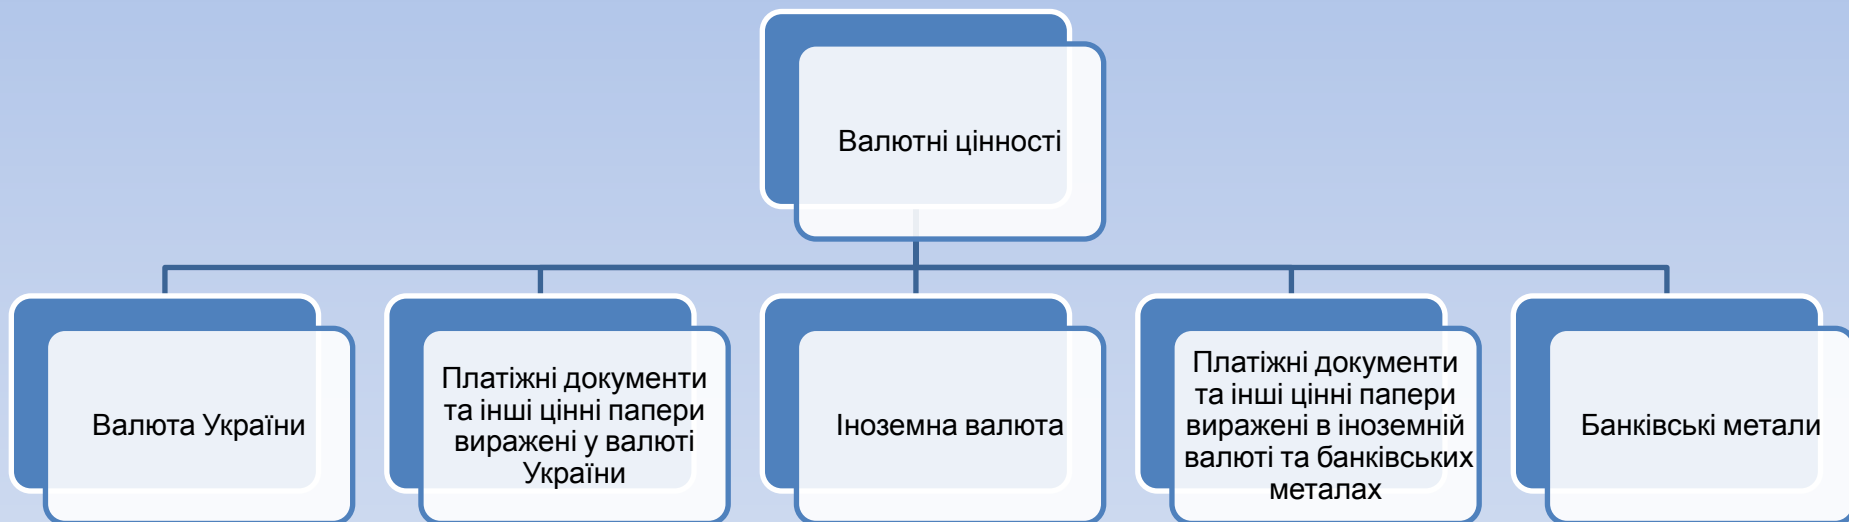 Валютні цінності
Валюта України
Платіжні документи
та інші цінні папери
виражені у валюті
України
Іноземна валюта
Платіжні документи
та інші цінні папери
виражені в іноземній
валюті та банківських
металах
Банківські метали